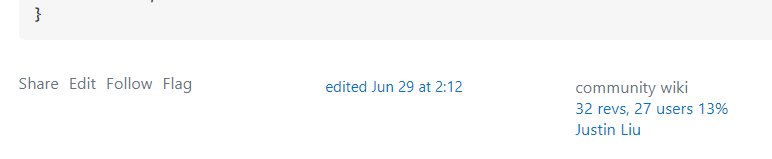 }
Share Edit Follow Flag
edited Jun 29 at 2:12
community wiki
32 revs, 27 users 13%
Justin Liu